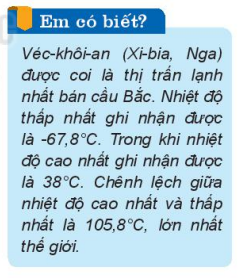 Em có biết?
Véc-khôi-an (Xi-bia, Nga)
được coi là thị trấn lạnh
nhất bán cầu Bắc. Nhiệt độ
thấp nhất ghi nhận được
là -67,8°C. Trong khi nhiệt
độ cao nhất ghi nhận được
là 38°C. Chênh lệch giữa
nhiệt độ cao nhất và thấp
nhất là 105,8°C, lớn nhất
thế giới.